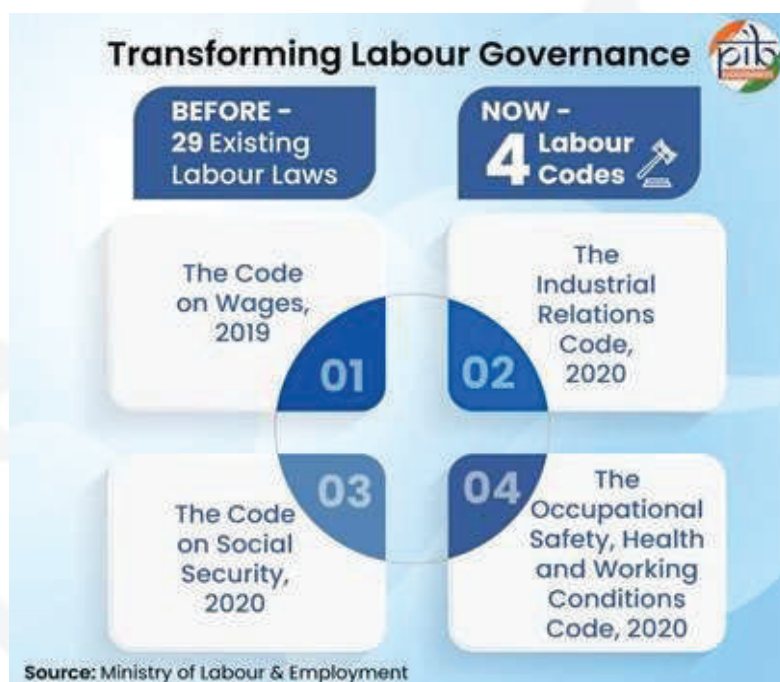 Transforming Labour Governance
pib
BEFORE -
29 Existing
Labour Laws
NOW -
4 Labour
Codes
The Code
on Wages,
2019
01
The
Industrial
Relations
Code,
2020
02
The Code
on Social
Security,
2020
03
The
Occupational
Safety, Health
and Working
Conditions
Code, 2020
04
Source: Ministry of Labour & Employment